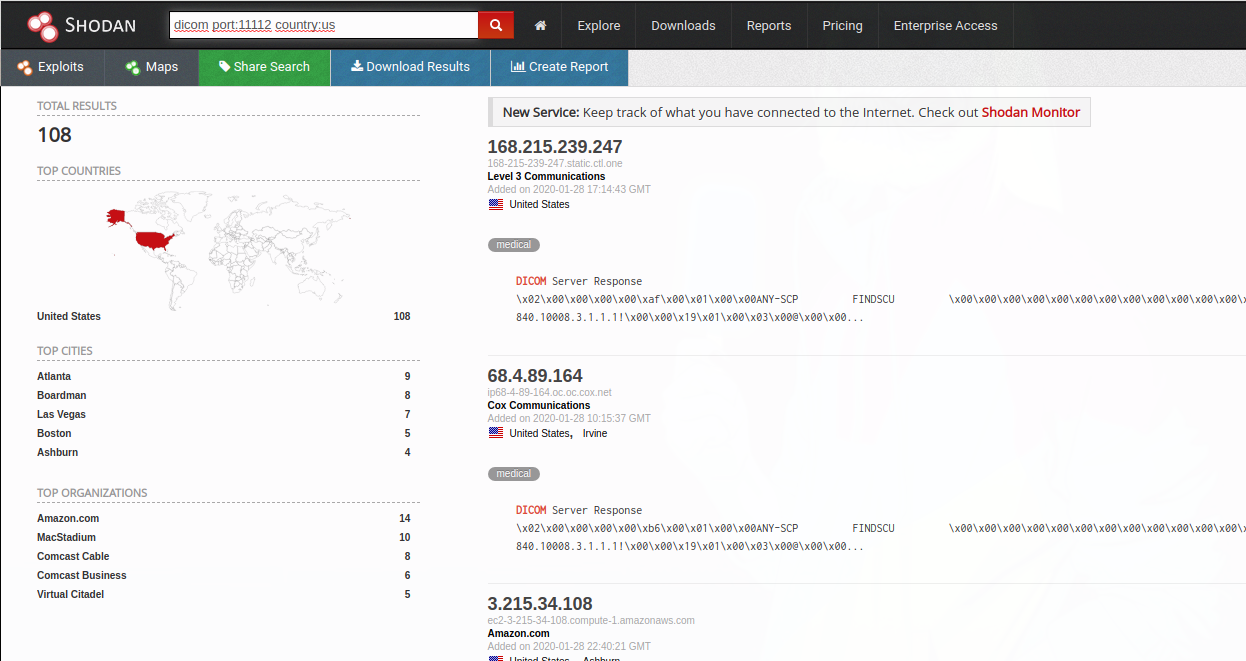 SHODAN
dicom port:11112 country:us
Explore
Downloads
Reports
Pricing
Enterprise Access
Exploits
Maps
Share Search
Download Results
Create Report
TOTAL RESULTS
108
TOP COUNTRIES
United States 108
TOP CITIES
Atlanta 9
Boardman 8
Las Vegas 7
Boston 5
Ashburn 4
TOP ORGANIZATIONS
Amazon.com 14
MacStadium 10
Comcast Cable 8
Comcast Business 6
Virtual Citadel 5
New Service: Keep track of what you have connected to the Internet. Check out Shodan Monitor
168.215.239.247
168-215-239-247.static.ctl.one
Level 3 Communications
Added on 2020-01-28 17:14:43 GMT
United States
medical
DICOM Server Response
\x02\x00\x00\x00\x00\xaf\x00\x01\x00\x00ANY-SCP FINDSCU \x00\x00\x00\x00\x00\x00\x00\x00\x00\x00\x00\x00\
840.10008.3.1.1.1!\x00\x00\x19\x01\x00\x03\x00@\x00\x00...
68.4.89.164
ip68-4-89-164.oc.oc.cox.net
Cox Communications
Added on 2020-01-28 10:15:37 GMT
United States, Irvine
medical
DICOM Server Response
\x02\x00\x00\x00\x00\xb6\x00\x01\x00\x00ANY-SCP FINDSCU \x00\x00\x00\x00\x00\x00\x00\x00\x00\x00\x00\x00\
840.10008.3.1.1.1!\x00\x00\x19\x01\x00\x03\x00@\x00\x00...
3.215.34.108
ec2-3-215-34-108.compute-1.amazonaws.com
Amazon.com
Added on 2020-01-28 22:40:21 GMT
United States, Ashburn